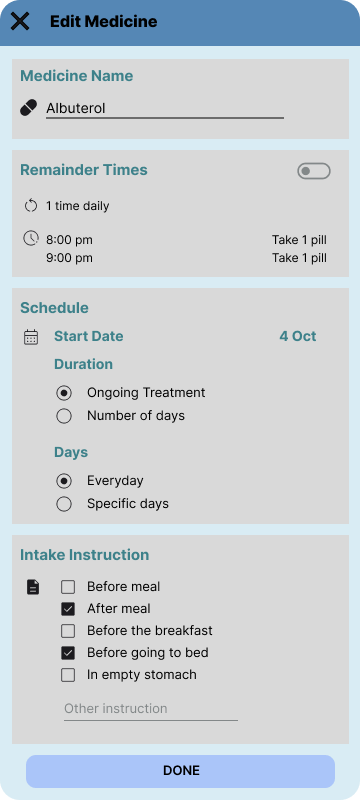 Edit Medicine
Medicine Name
Albuterol
Remainder Times
1 time daily
8:00 pm Take 1 pill
9:00 pm Take 1 pill
Schedule
Start Date 4 Oct
Duration
Ongoing Treatment
Number of days
Days
Everyday
Specific days
Intake Instruction
Before meal
After meal
Before the breakfast
Before going to bed
In empty stomach
Other instruction
DONE